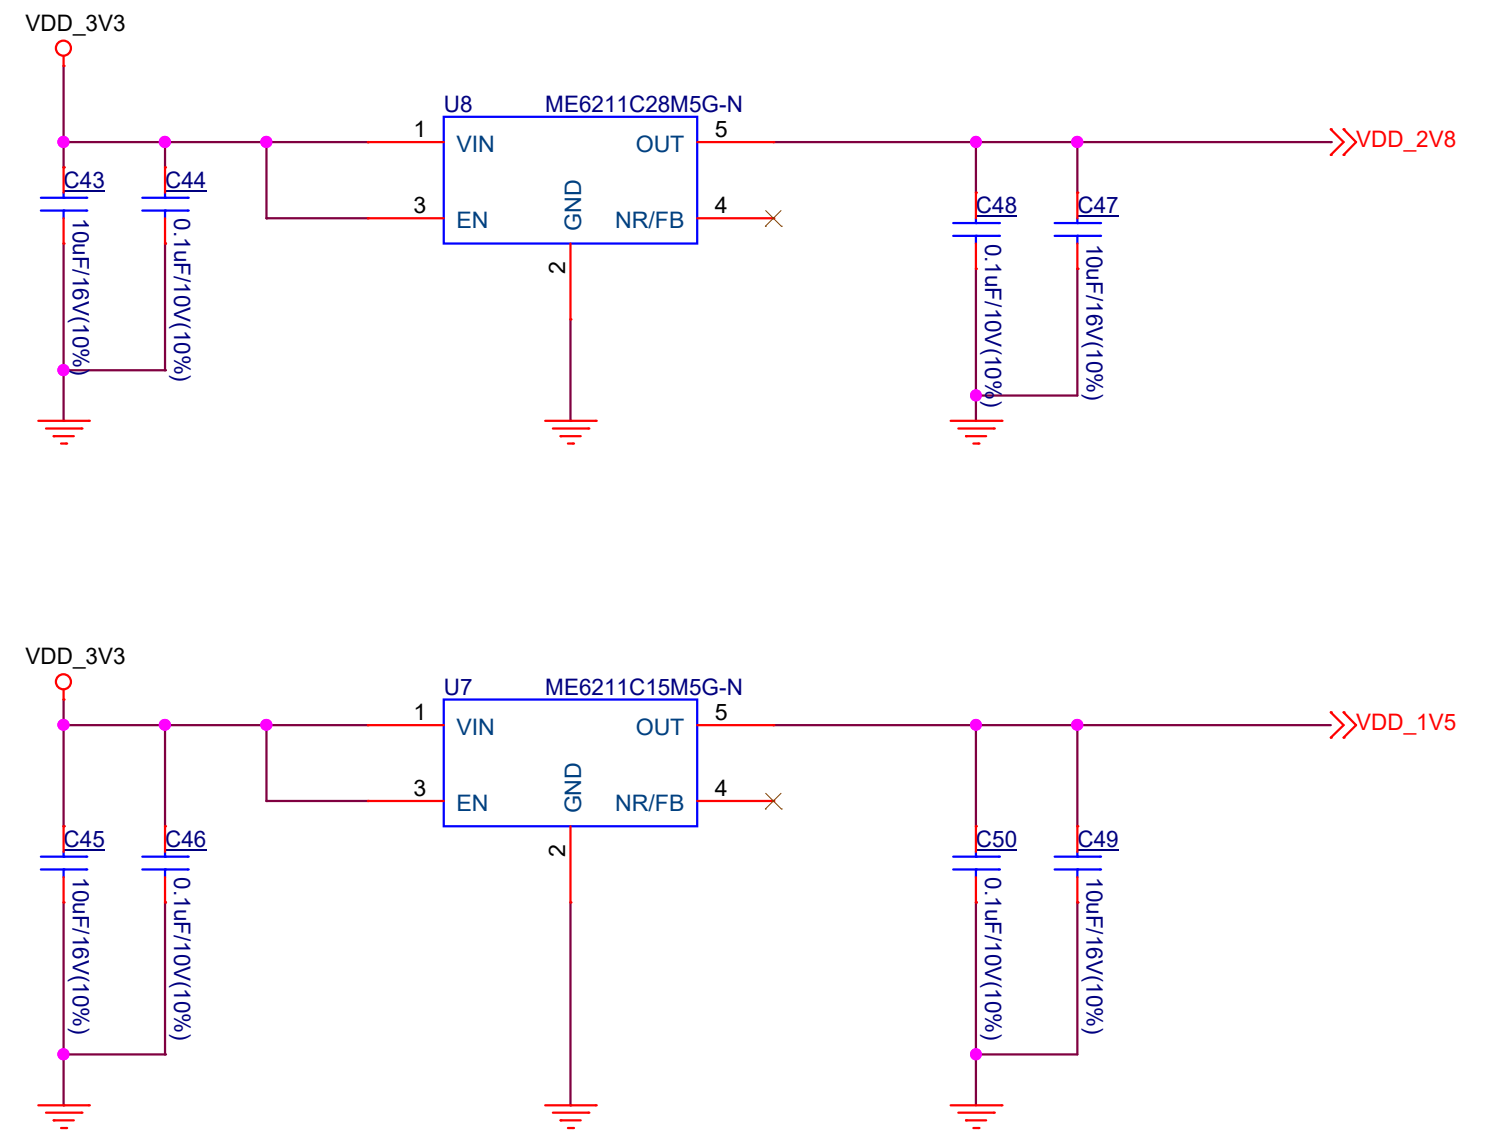 VDD_3V3
U8 ME6211C28M5G-N
1 VIN OUT 5 VDD_2V8
C43 C44
3 EN GND NR/FB 4
C48 C47
2
10uF/16V(10%) 0.1uF/10V(10%)
0.1uF/10V(10%) 10uF/16V(10%)
VDD_3V3
U7 ME6211C15M5G-N
1 VIN OUT 5 VDD_1V5
3 EN GND NR/FB 4
C45 C46 2 C50 C49
10uF/16V(10%) 0.1uF/10V(10%) 0.1uF/10V(10%) 10uF/16V(10%)